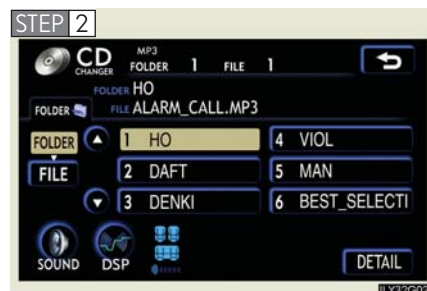 STEP 2
CD CHANGER MP3 FOLDER 1 FILE 1
FOLDER HO
FOLDER FILE ALARM_CALL.MP3
FOLDER 1 HO 4 VIOL
FILE 2 DAFT 5 MAN
3 DENKI 6 BEST_SELECTI
SOUND DSP DETAIL